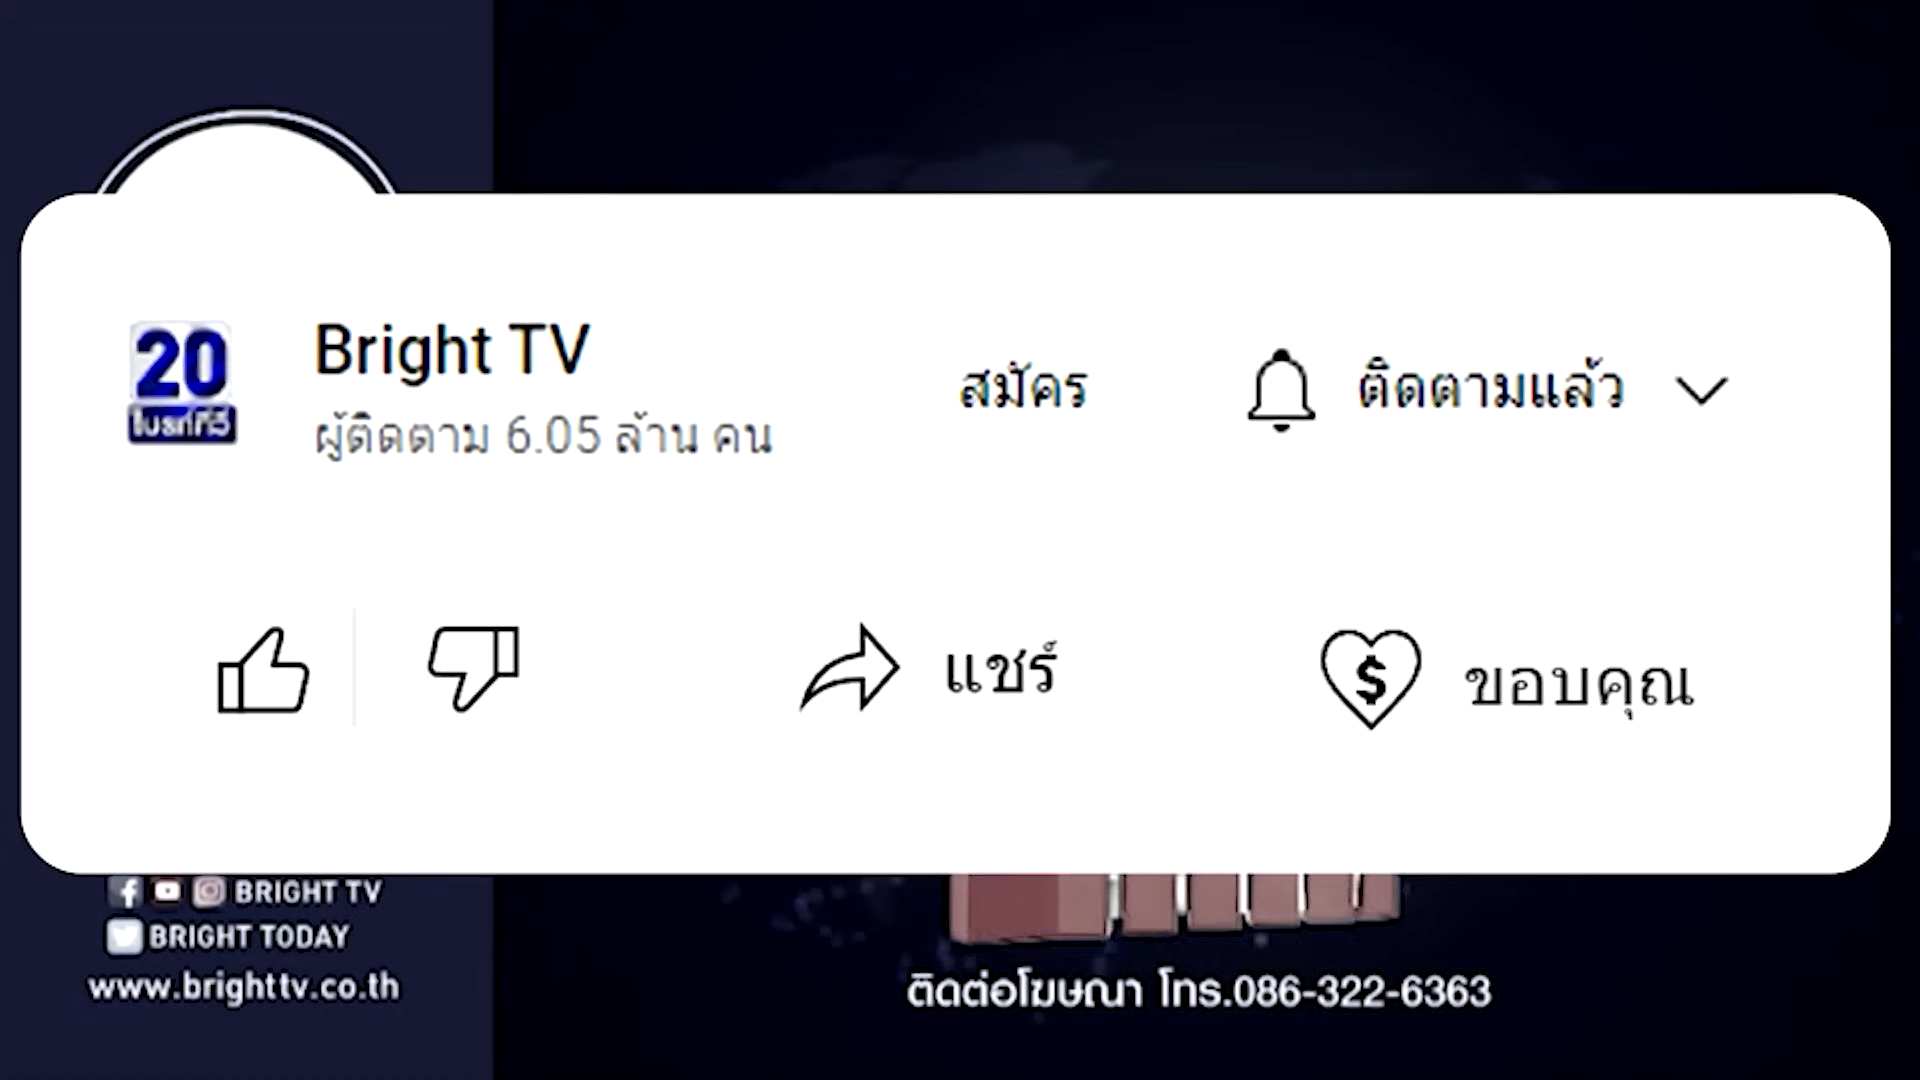 20
ไบรท์ทีวี
Bright TV
ผู้ติดตาม 6.05 ล้าน คน
สมัคร
ติดตามแล้ว
แชร์
$
ขอบคุณ
BRIGHT TV
BRIGHT TODAY
www.brighttv.co.th
ติดต่อโฆษณา โทร.086-322-6363